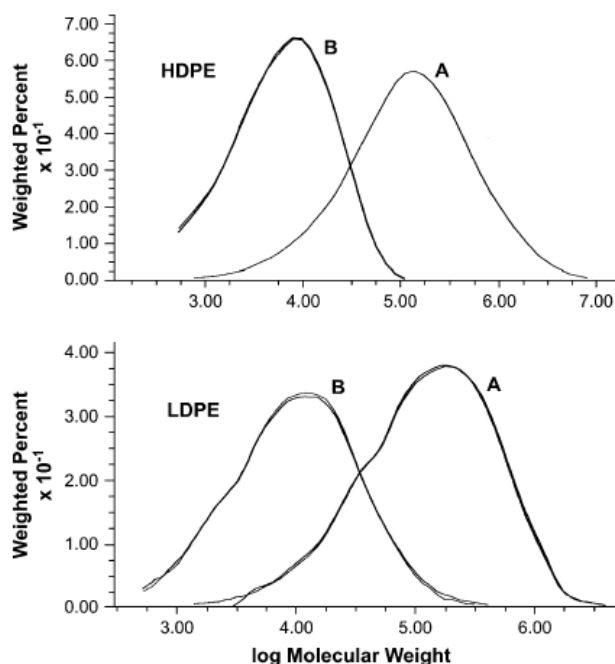 7.00
6.00
5.00
4.00
3.00
2.00
1.00
0.00
Weighted Percent
x 10⁻¹
HDPE
B
A
3.00 4.00 5.00 6.00 7.00
4.00
3.00
2.00
1.00
0.00
Weighted Percent
x 10⁻¹
LDPE
B
A
3.00 4.00 5.00 6.00
log Molecular Weight